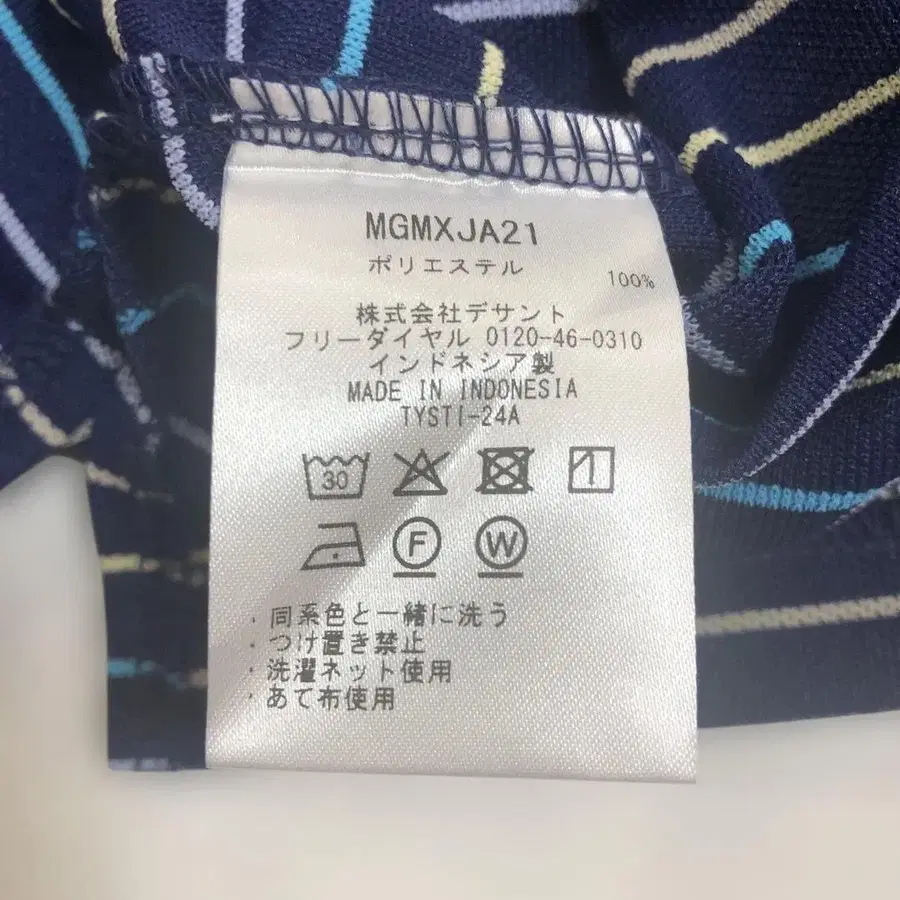 MGMXJA21
ポリエステル 100%
株式会社デサント
フリーダイヤル 0120-46-0310
インドネシア製
MADE IN INDONESIA
TYSTI-24A
30
F W
・同系色と一緒に洗う
・つけ置き禁止
・洗濯ネット使用
・あて布使用